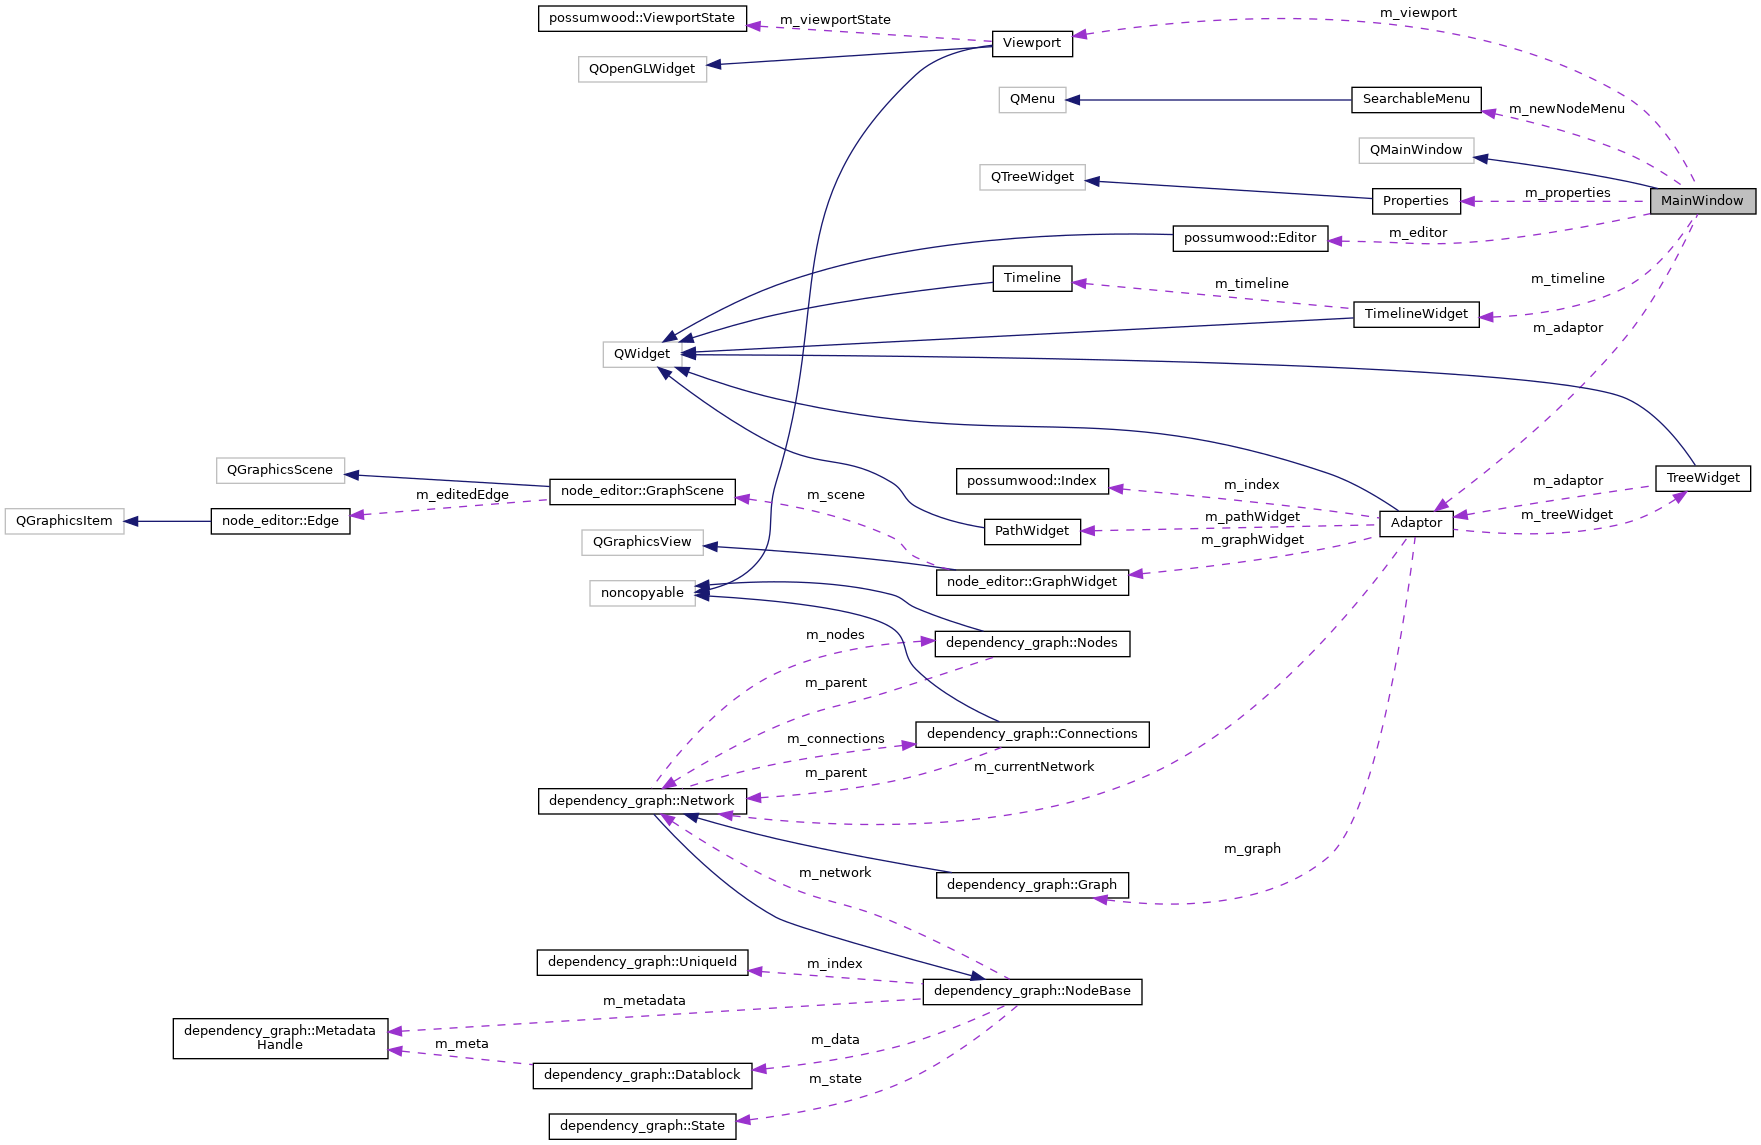 possumwood::ViewportState
m_viewportState
m_viewport
Viewport
QOpenGLWidget
QMenu
SearchableMenu
m_newNodeMenu
QMainWindow
QTreeWidget
Properties
m_properties
MainWindow
possumwood::Editor
m_editor
Timeline
m_timeline
m_timeline
TimelineWidget
m_adaptor
QWidget
QGraphicsScene
m_editedEdge
node_editor::GraphScene
m_scene
possumwood::Index
m_index
m_adaptor
TreeWidget
QGraphicsItem
node_editor::Edge
PathWidget
m_pathWidget
Adaptor
m_treeWidget
QGraphicsView
m_graphWidget
noncopyable
node_editor::GraphWidget
m_nodes
dependency_graph::Nodes
m_parent
m_connections
dependency_graph::Connections
m_parent
m_currentNetwork
dependency_graph::Network
m_graph
m_network
dependency_graph::Graph
dependency_graph::UniqueId
m_index
dependency_graph::NodeBase
m_metadata
dependency_graph::Metadata
Handle
m_meta
m_data
dependency_graph::Datablock
m_state
dependency_graph::State